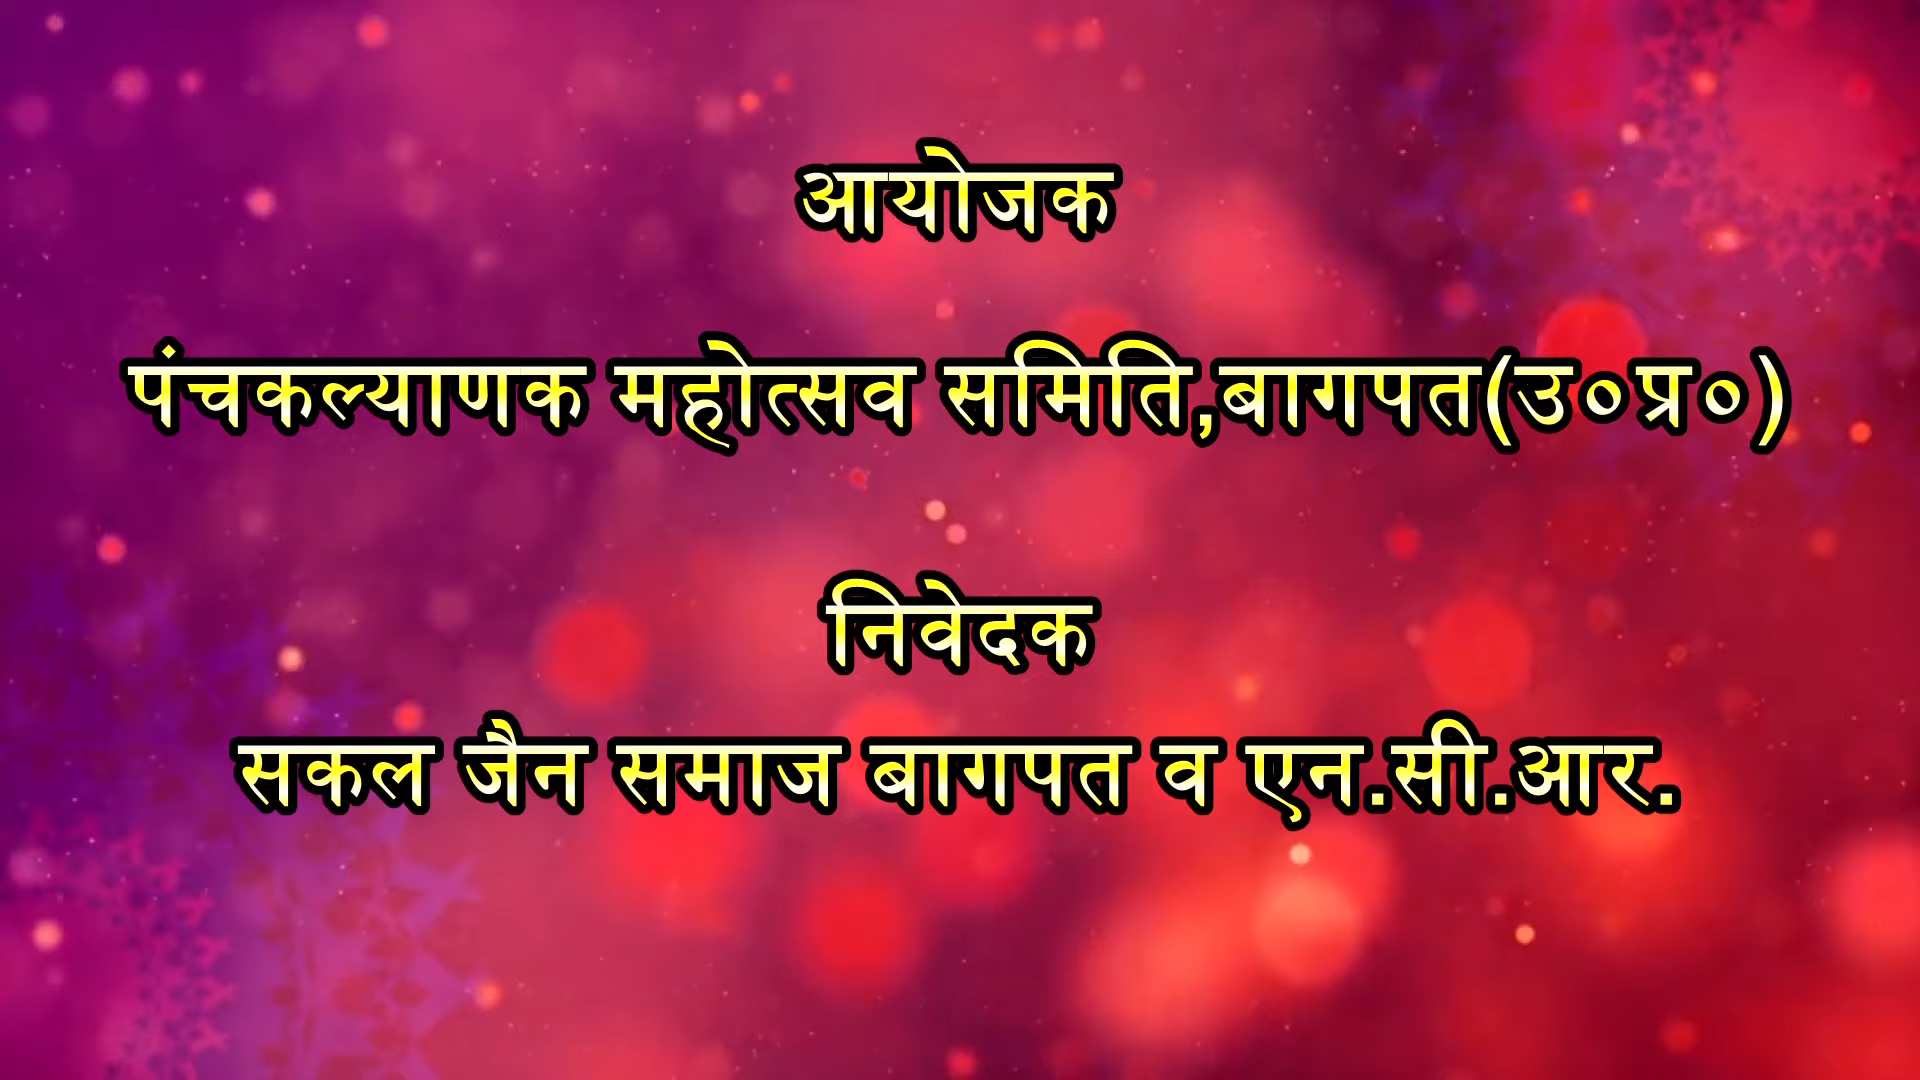 आयोजक
पंचकल्याणक महोत्सव समिति,बागपत(उ०प्र०)
निवेदक
सकल जैन समाज बागपत व एन.सी.आर.